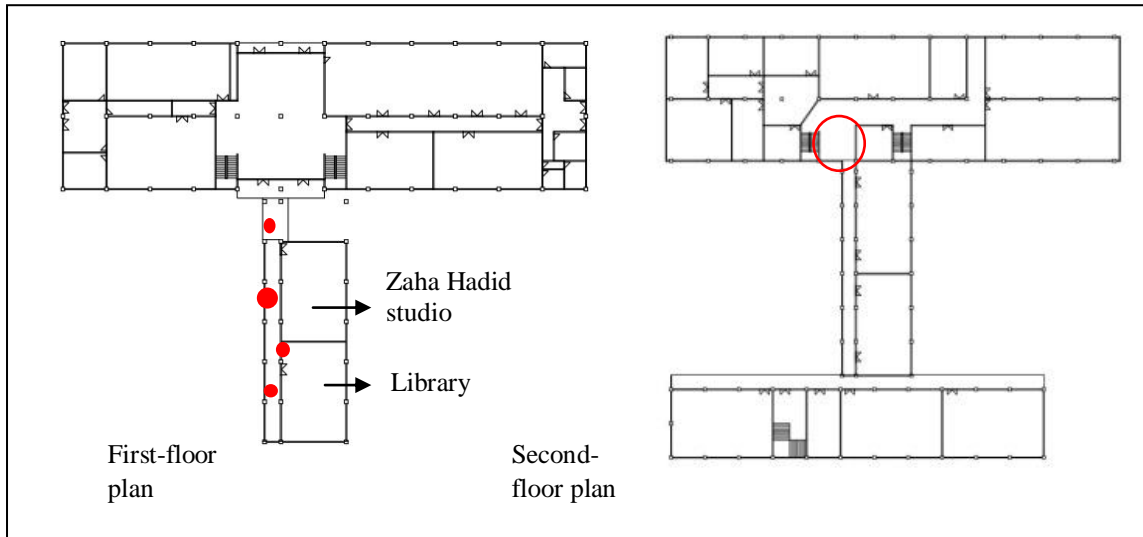 Zaha Hadid
studio
Library
First-floor
plan
Second-
floor plan